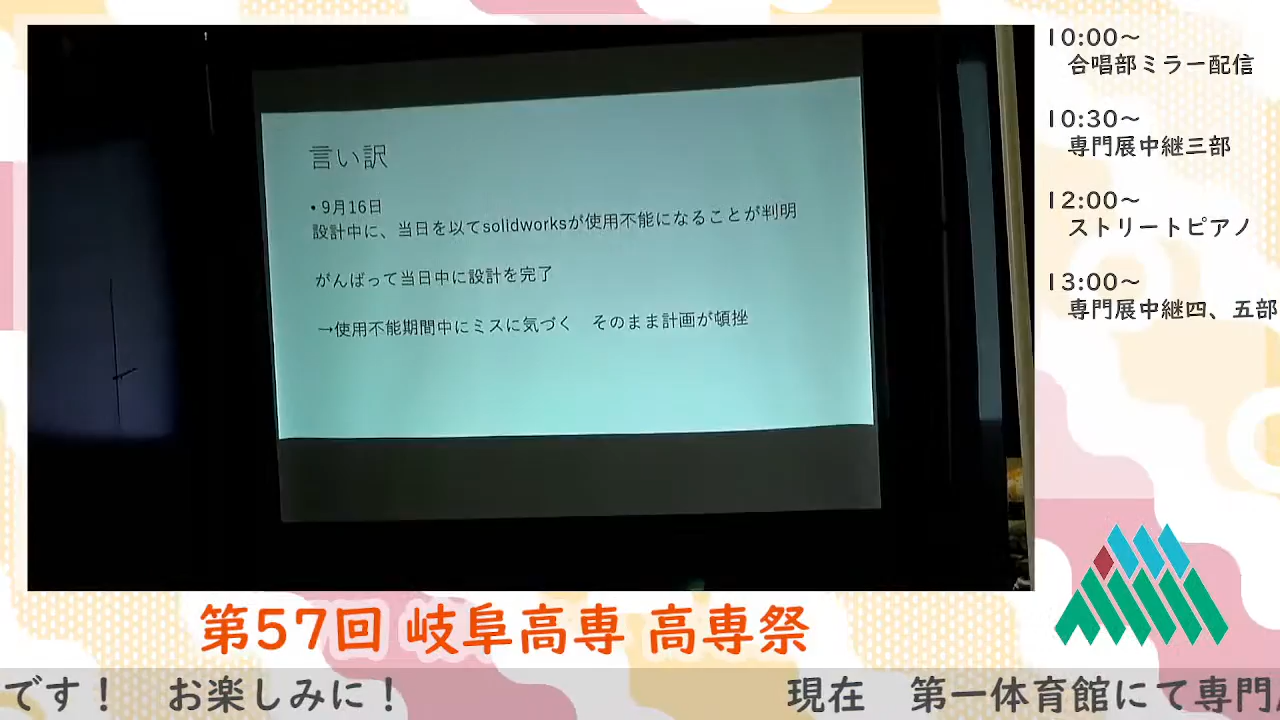 言い訳
• 9月16日
設計中に、当日を以てsolidworksが使用不能になることが判明
がんばって当日中に設計を完了
→使用不能期間中にミスに気づく　そのまま計画が頓挫
10:00～
合唱部ミラー配信
10:30～
専門展中継三部
12:00～
ストリートピアノ
13:00～
専門展中継四、五部
第57回 岐阜高専 高専祭
です！　お楽しみに！　現在　第一体育館にて専門